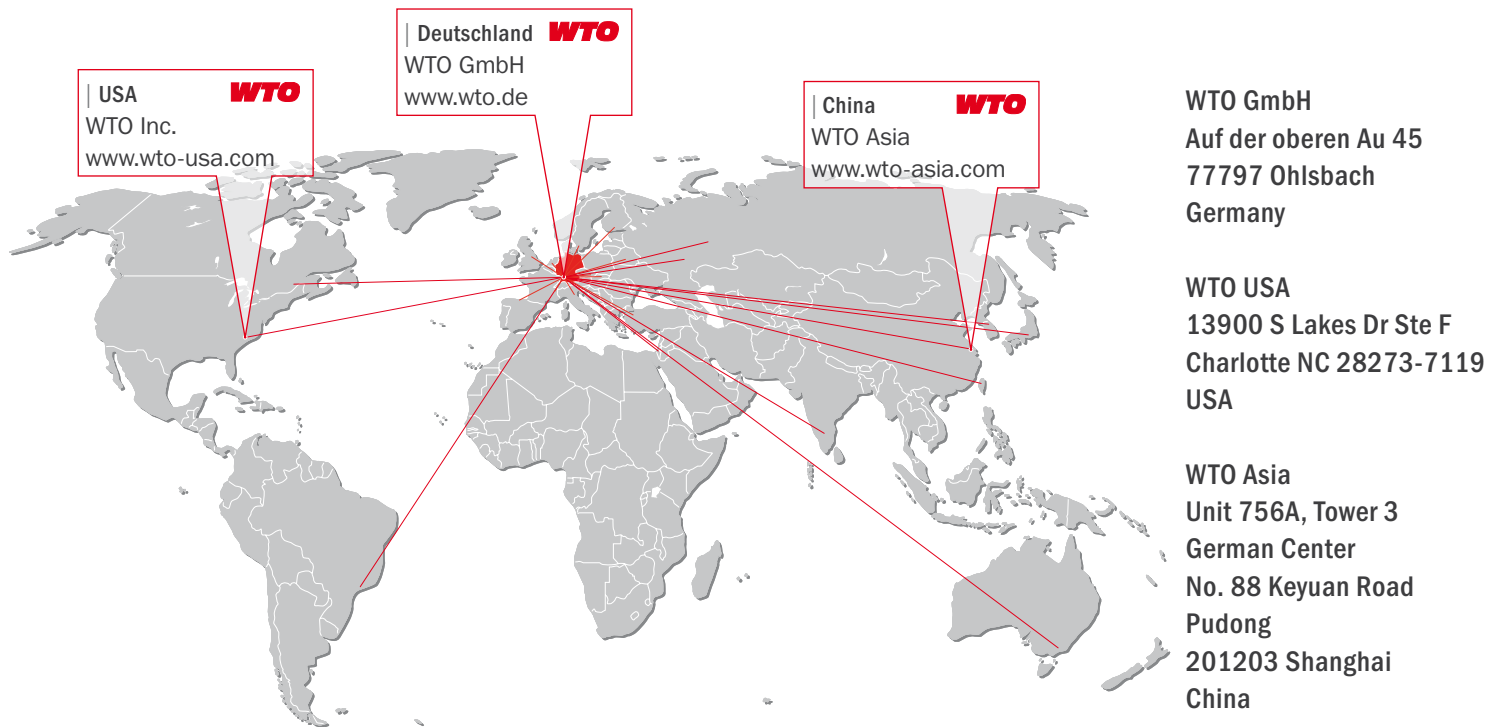 | USA WTO
WTO Inc.
www.wto-usa.com
| Deutschland WTO
WTO GmbH
www.wto.de
| China WTO
WTO Asia
www.wto-asia.com
WTO GmbH
Auf der oberen Au 45
77797 Ohlsbach
Germany
WTO USA
13900 S Lakes Dr Ste F
Charlotte NC 28273-7119
USA
WTO Asia
Unit 756A, Tower 3
German Center
No. 88 Keyuan Road
Pudong
201203 Shanghai
China